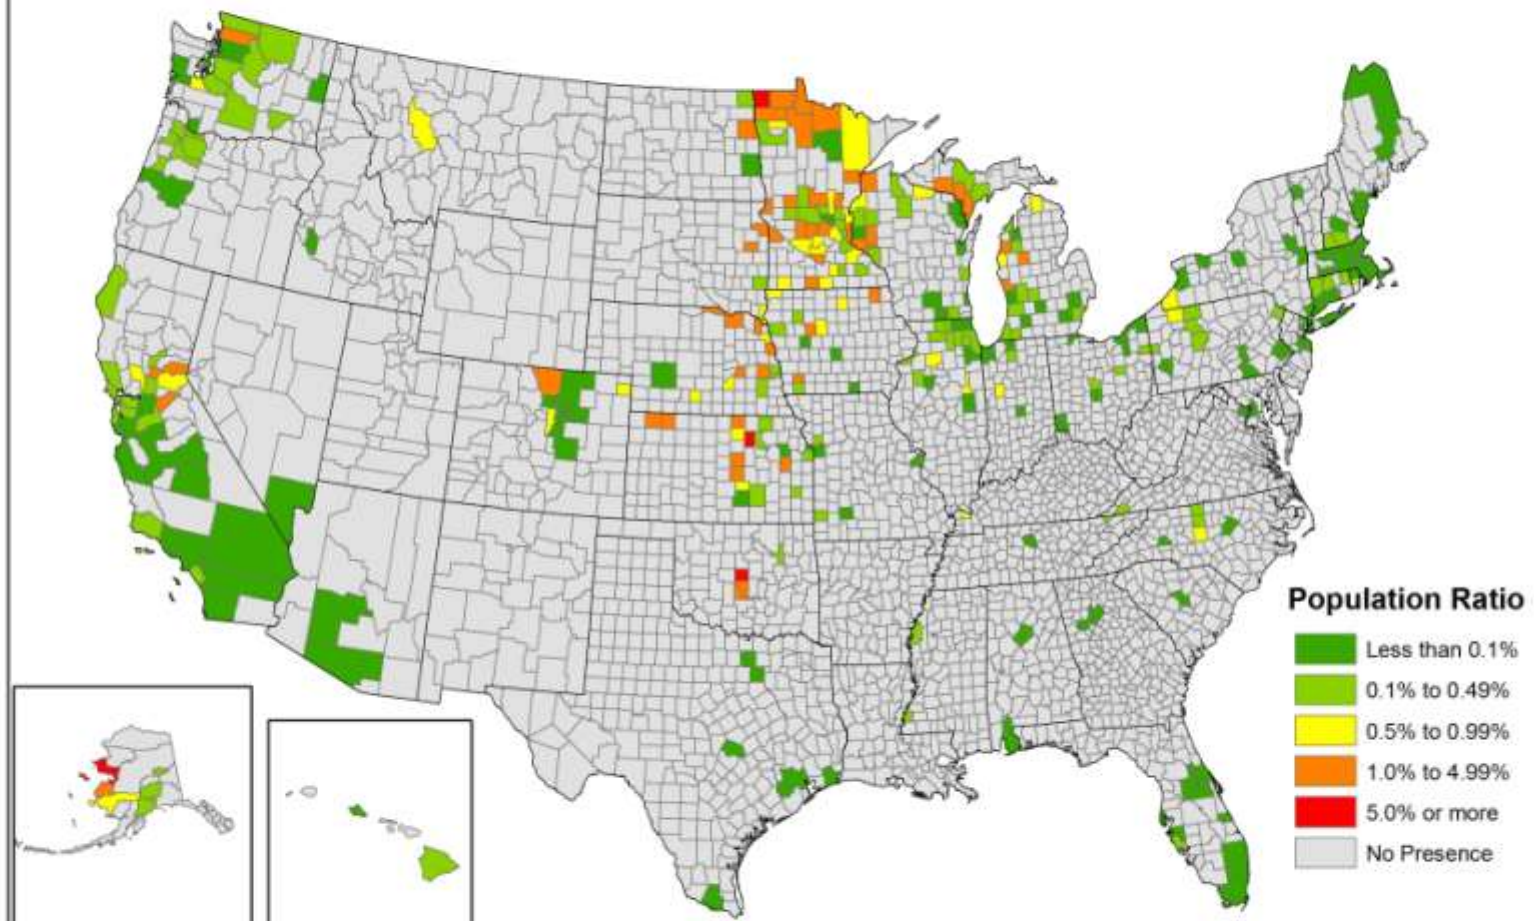 Population Ratio
Less than 0.1%
0.1% to 0.49%
0.5% to 0.99%
1.0% to 4.99%
5.0% or more
No Presence